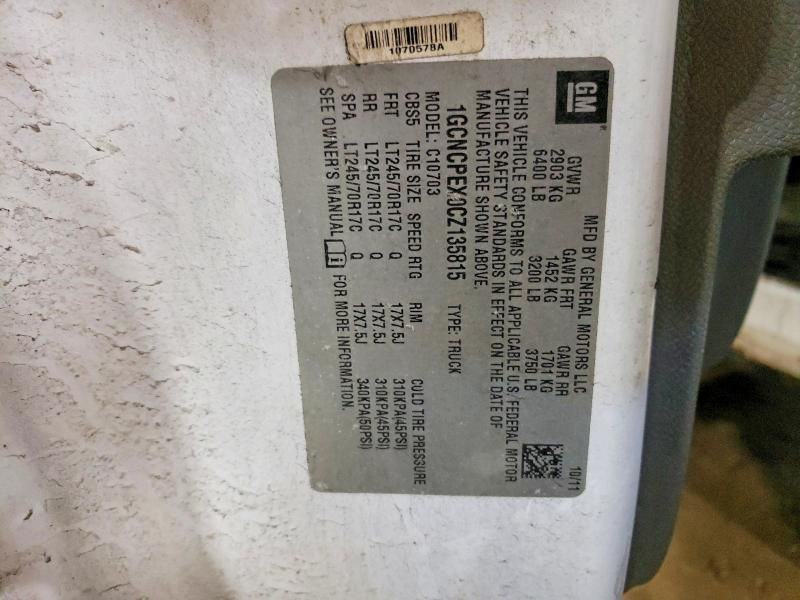 1070578A
GM
MFD BY GENERAL MOTORS LLC
10/11
GVWR GAWR FRT GAWR RR
2903 KG 1452 KG 1701 KG
6400 LB 3200 LB 3750 LB
THIS VEHICLE CONFORMS TO ALL APPLICABLE U.S. FEDERAL MOTOR
VEHICLE SAFETY STANDARDS IN EFFECT ON THE DATE OF
MANUFACTURE SHOWN ABOVE.
1GCNCPEX0CZ135815 TYPE: TRUCK
MODEL: C10703
CBS5 TIRE SIZE SPEED RTG RIM COLD TIRE PRESSURE
FRT LT245/70R17C Q 17X7.5J 310KPA(45PSI)
RR LT245/70R17C Q 17X7.5J 310KPA(45PSI)
SPA LT245/70R17C Q 17X7.5J 340KPA(50PSI)
SEE OWNER'S MANUAL FOR MORE INFORMATION.